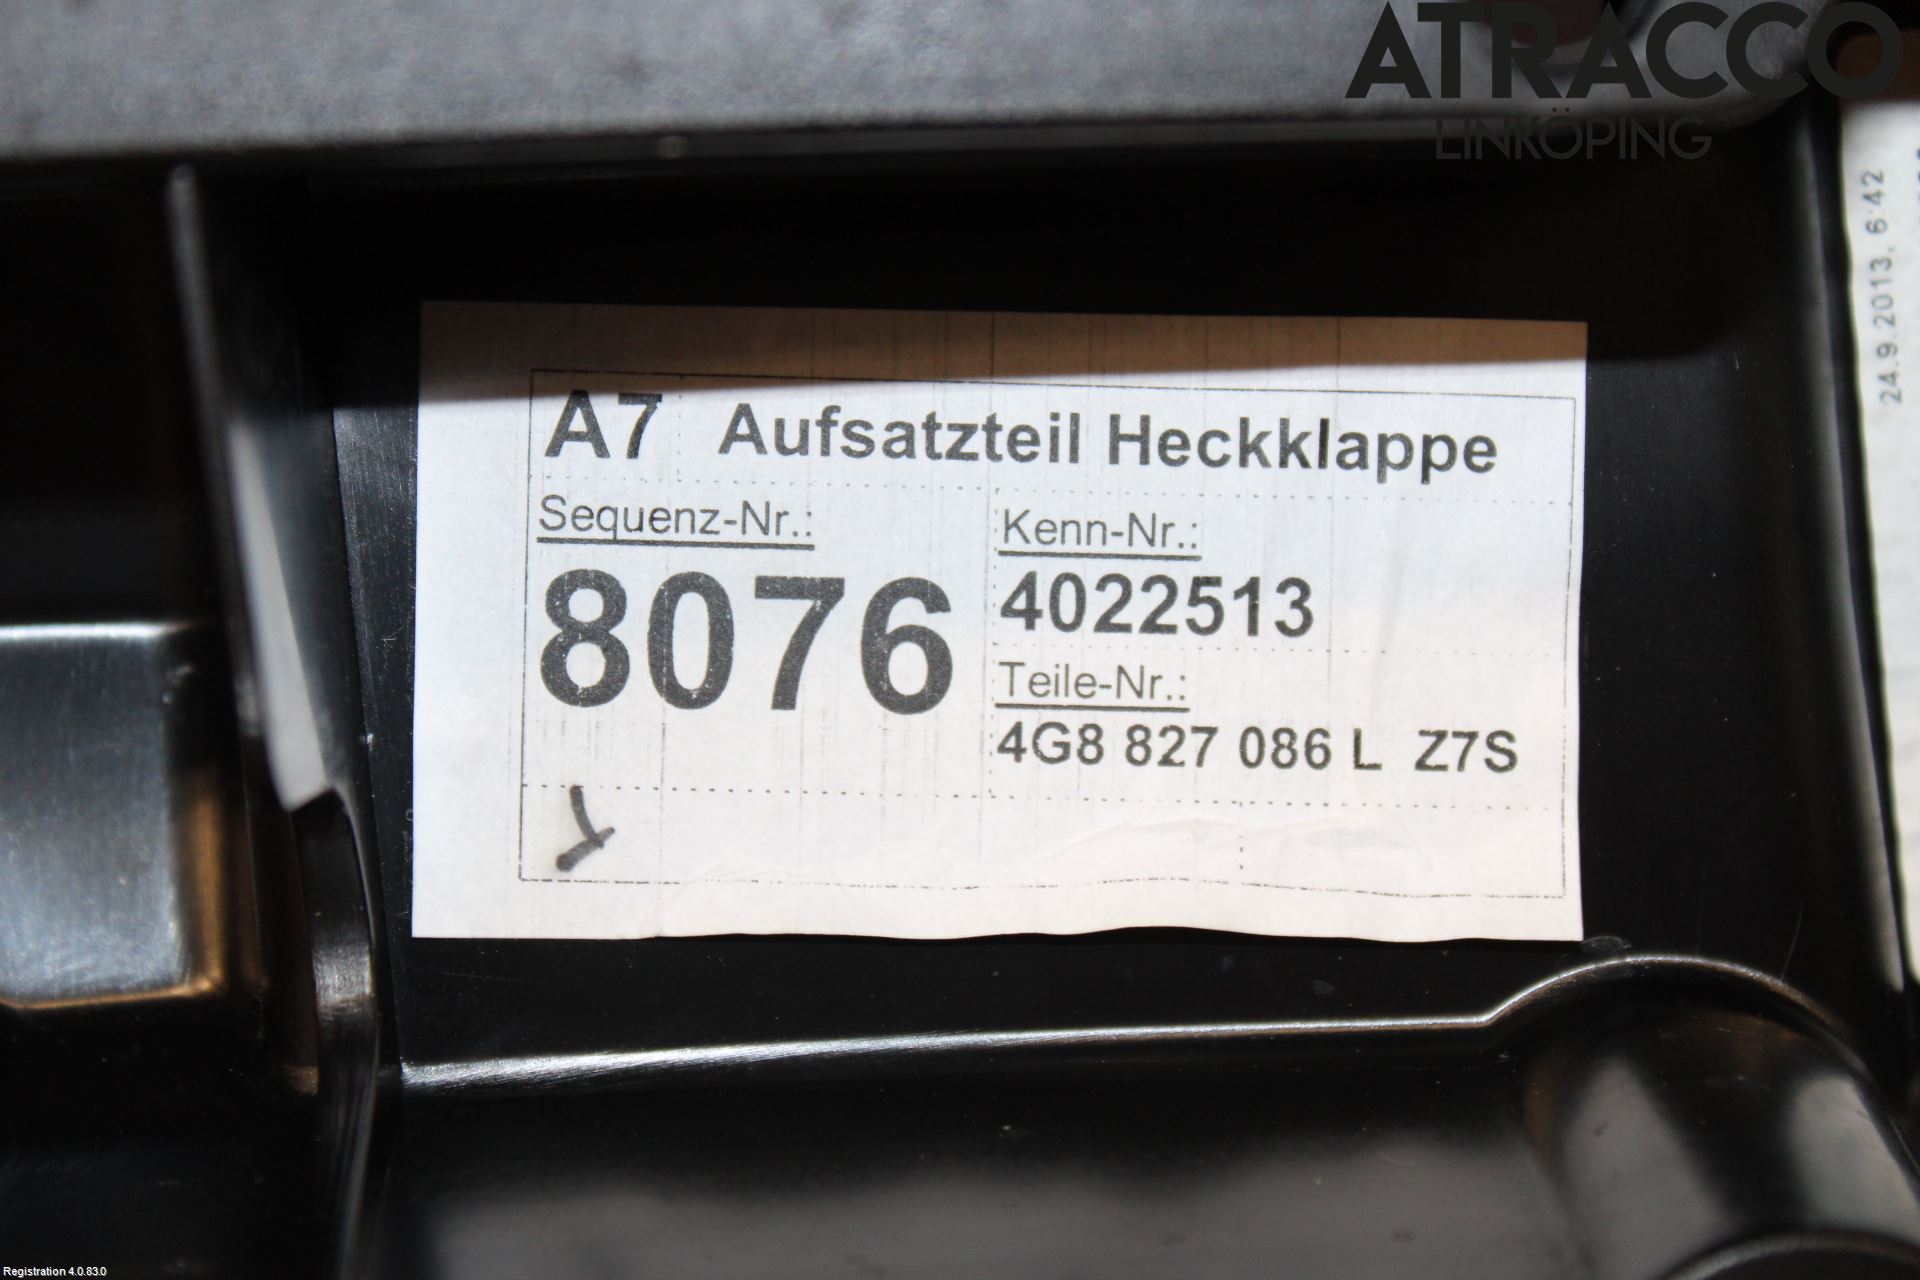 ATRACCO
LINKÖPING
24.9.2013, 6:42
A7 Aufsatzteil Heckklappe
Sequenz-Nr.:
8076
Kenn-Nr.:
4022513
Teile-Nr.:
4G8 827 086 L Z7S
Registration 4.0.83.0